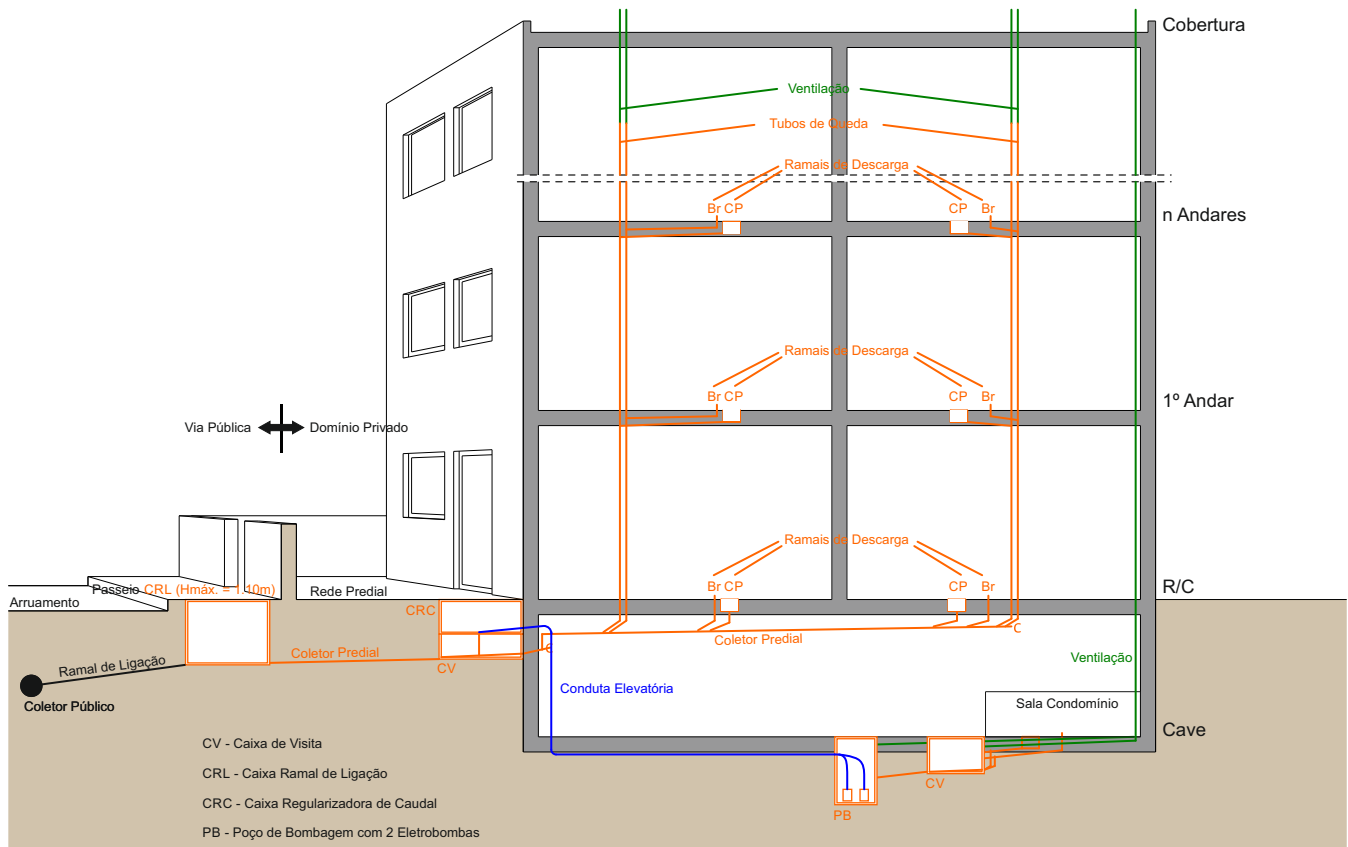 Cobertura
Ventilação
Tubos de Queda
Ramais de Descarga
Br CP
CP Br
n Andares
Ramais de Descarga
Br CP
CP Br
1º Andar
Via Pública
Domínio Privado
Ramais de Descarga
Br CP
CP Br
R/C
Passeio CRL (Hmáx. = 1.10m)
Rede Predial
Arruamento
CRC
C
Coletor Predial
C
Coletor Predial
CV
Ventilação
Ramal de Ligação
Conduta Elevatória
Coletor Público
Sala Condomínio
Cave
CV - Caixa de Visita
CRL - Caixa Ramal de Ligação
CV
CRC - Caixa Regularizadora de Caudal
PB
PB - Poço de Bombagem com 2 Eletrobombas